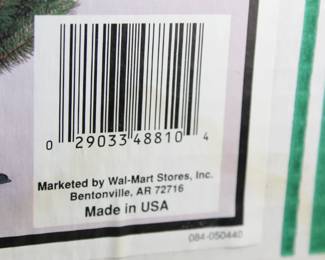 0 29033 48810 4
Marketed by Wal-Mart Stores, Inc.
Bentonville, AR 72716
Made in USA
084-050440